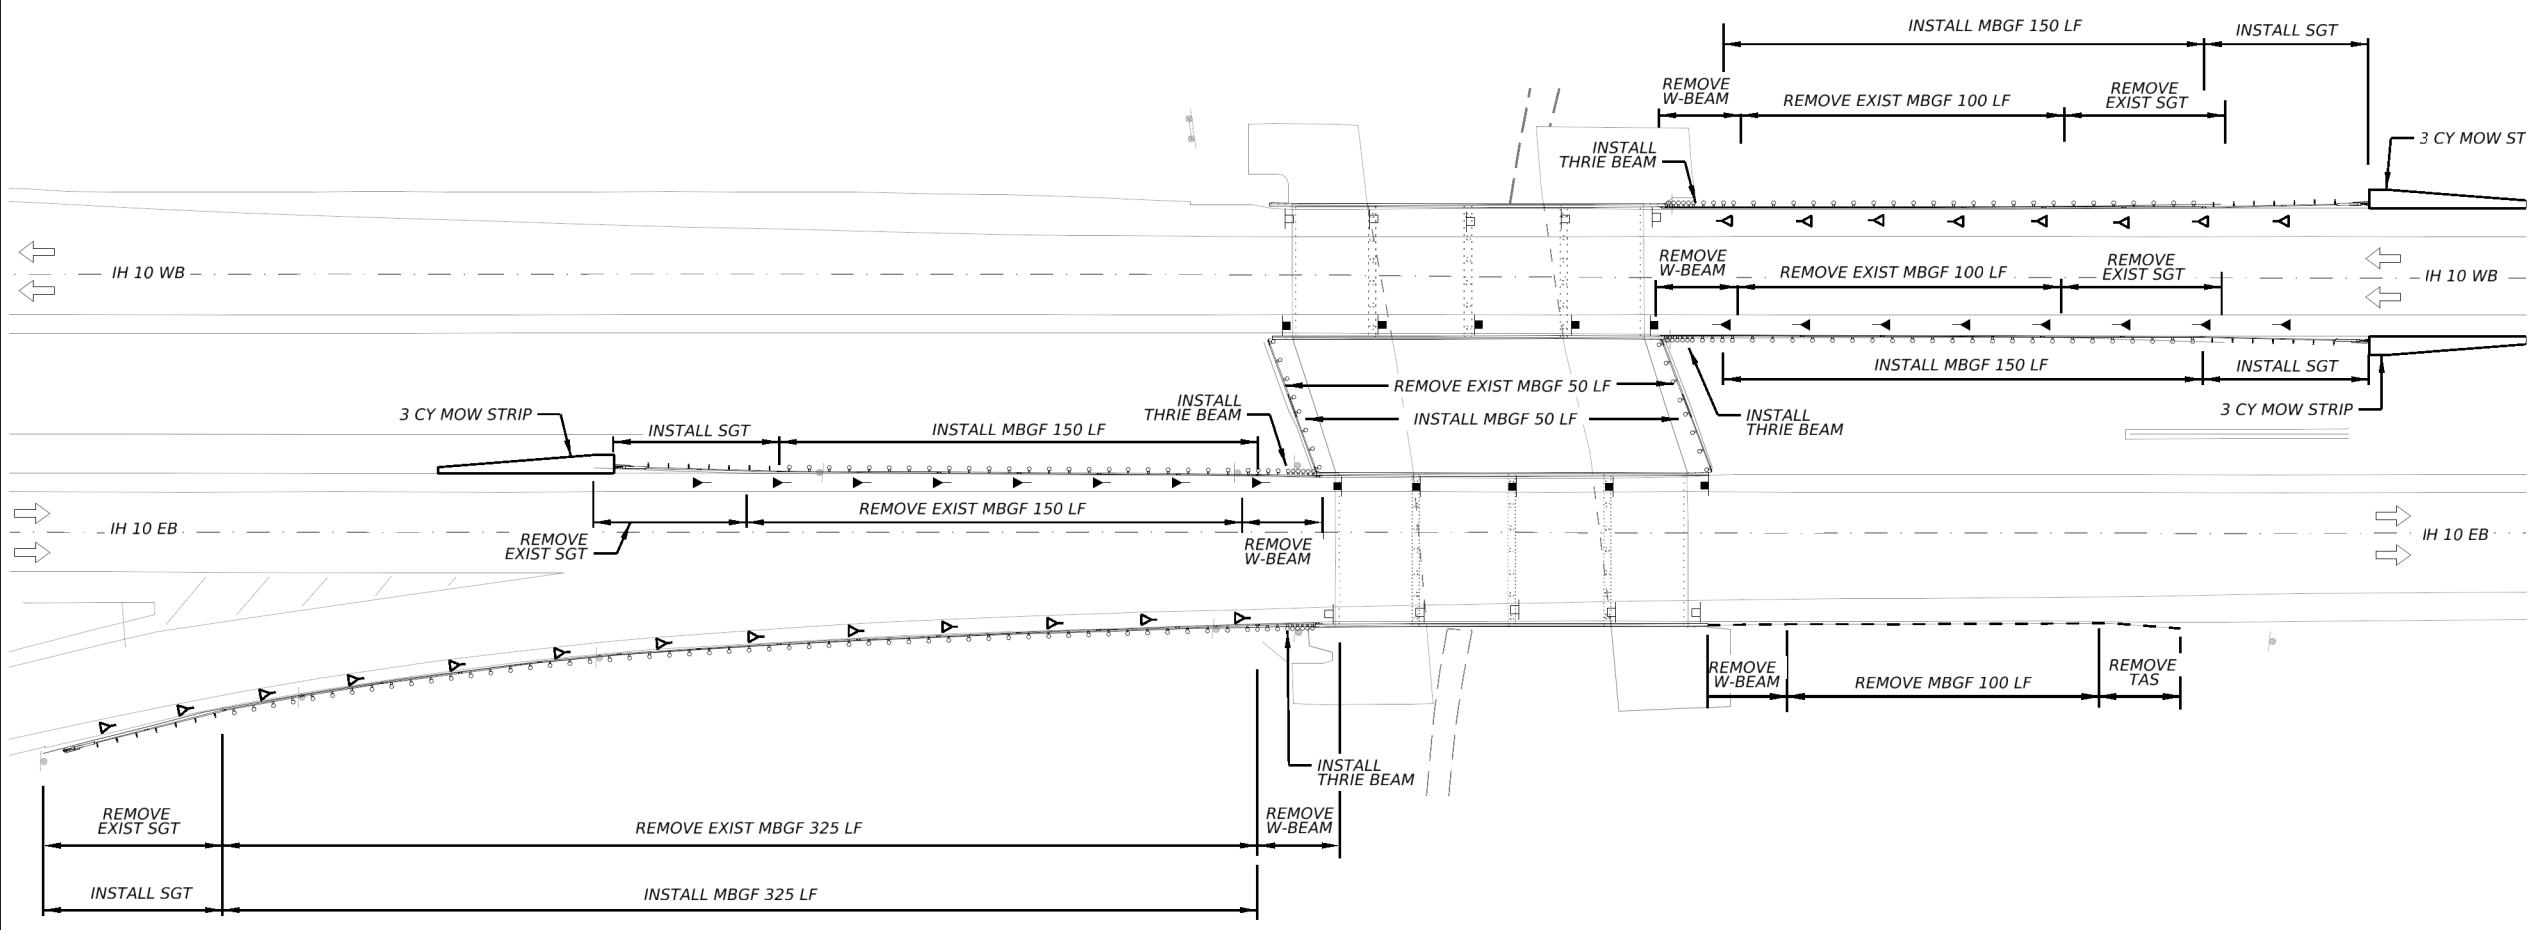 INSTALL MBGF 150 LF
INSTALL SGT
REMOVE
W-BEAM
REMOVE EXIST MBGF 100 LF
REMOVE
EXIST SGT
3 CY MOW ST
INSTALL
THRIE BEAM
IH 10 WB
REMOVE
W-BEAM
REMOVE EXIST MBGF 100 LF
REMOVE
EXIST SGT
IH 10 WB
INSTALL MBGF 150 LF
INSTALL SGT
REMOVE EXIST MBGF 50 LF
INSTALL MBGF 50 LF
INSTALL
THRIE BEAM
3 CY MOW STRIP
3 CY MOW STRIP
INSTALL SGT
INSTALL MBGF 150 LF
INSTALL
THRIE BEAM
REMOVE EXIST MBGF 150 LF
IH 10 EB
REMOVE
EXIST SGT
REMOVE
W-BEAM
IH 10 EB
REMOVE
W-BEAM
REMOVE MBGF 100 LF
REMOVE
TAS
INSTALL
THRIE BEAM
REMOVE
EXIST SGT
REMOVE EXIST MBGF 325 LF
REMOVE
W-BEAM
INSTALL SGT
INSTALL MBGF 325 LF